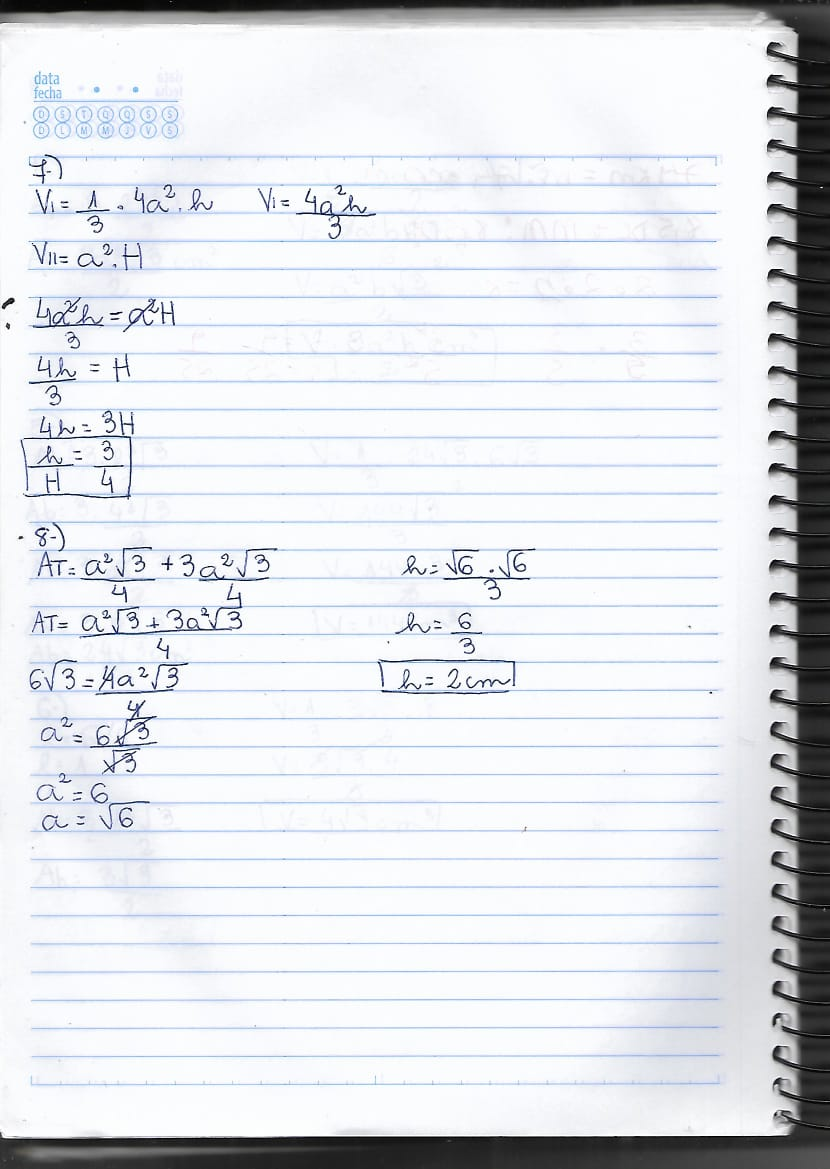 data
fecha
D S T Q Q S S
D L M M J V S
7-)
V₁ = 1/3 . 4a² . h    V₁ = 4a²h/3
V₁₁ = a² . H
4a²h/3 = a²H
4h/3 = H
4h = 3H
h/H = 3/4
8-)
AT = a²√3/4 + 3a²√3/4    h = √6 . √6/3
AT = a²√3 + 3a²√3/4    h = 6/3
6√3 = 4a²√3/4    h = 2cm
a² = 6√3/√3
a² = 6
a = √6